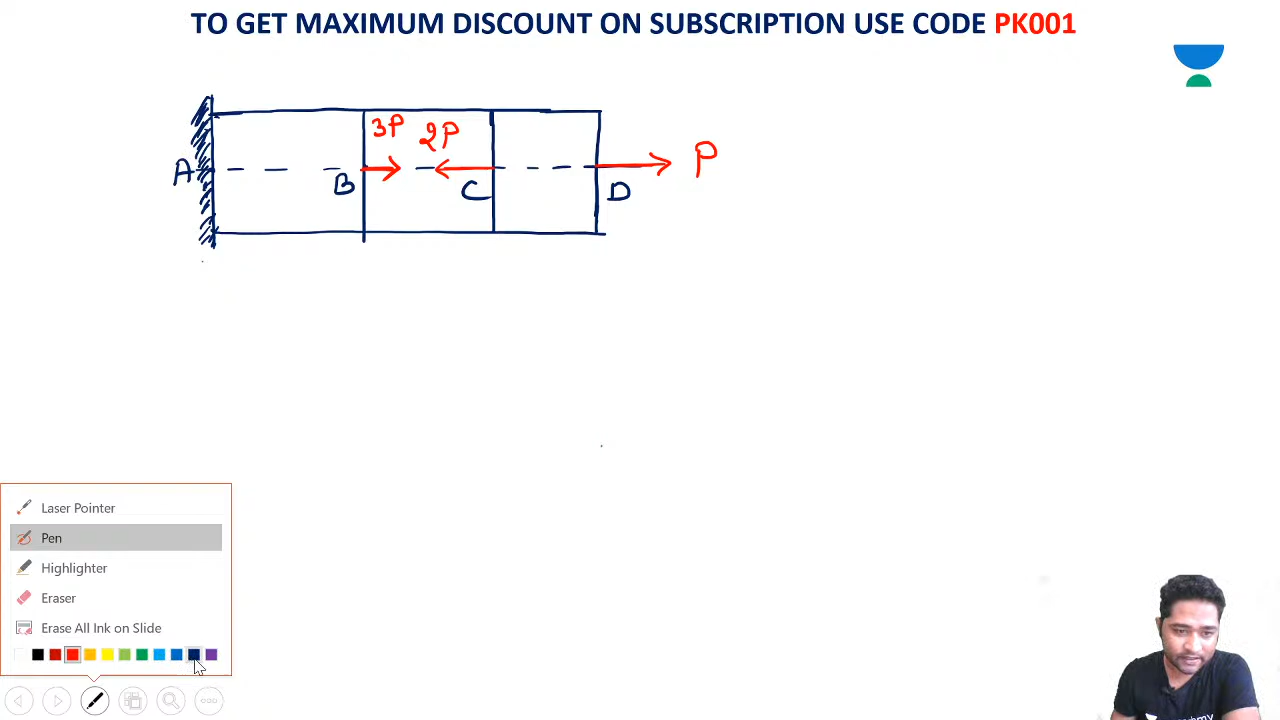 TO GET MAXIMUM DISCOUNT ON SUBSCRIPTION USE CODE PK001
3P 2P
P
A B C D
Laser Pointer
Pen
Highlighter
Eraser
Erase All Ink on Slide